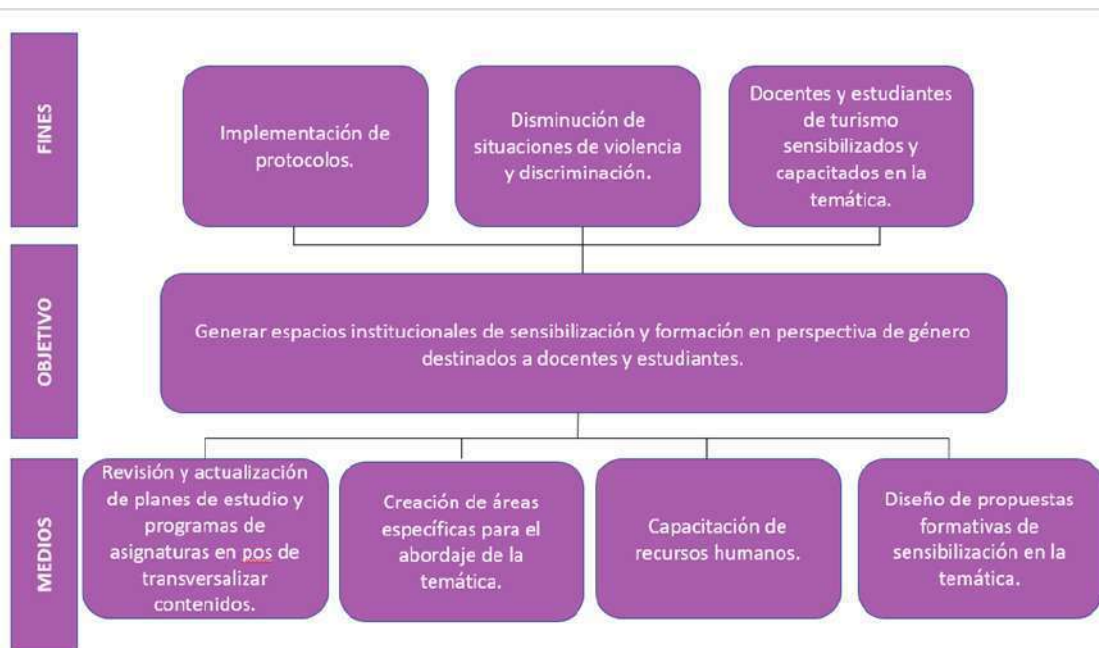 FINES
Implementación de
protocolos.
Disminución de
situaciones de violencia
y discriminación.
Docentes y estudiantes
de turismo
sensibilizados y
capacitados en la
temática.
OBJETIVO
Generar espacios institucionales de sensibilización y formación en perspectiva de género
destinados a docentes y estudiantes.
MEDIOS
Revisión y actualización
de planes de estudio y
programas de
asignaturas en pos de
transversalizar
contenidos.
Creación de áreas
específicas para el
abordaje de la
temática.
Capacitación de
recursos humanos.
Diseño de propuestas
formativas de
sensibilización en la
temática.